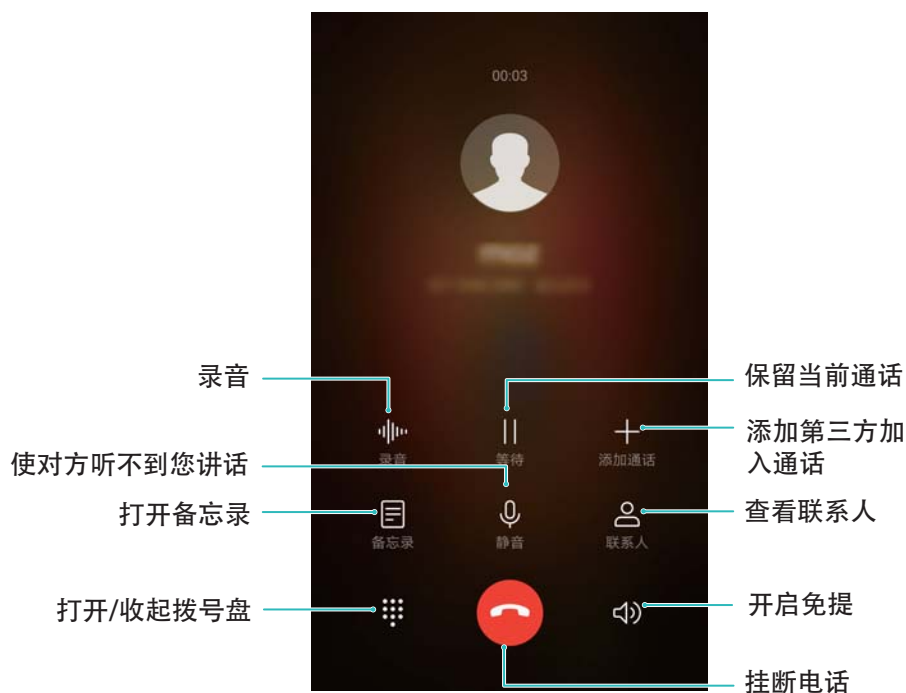 00:03
录音
保留当前通话
添加第三方加
入通话
录音
等待
添加通话
使对方听不到您讲话
打开备忘录
查看联系人
备忘录
静音
联系人
打开/收起拨号盘
开启免提
挂断电话